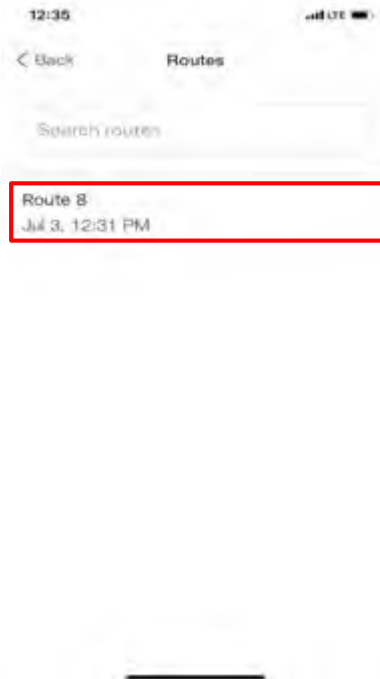 12:35
LTE
< Back
Routes
Search routes
Route 8
Jul 3, 12:31 PM